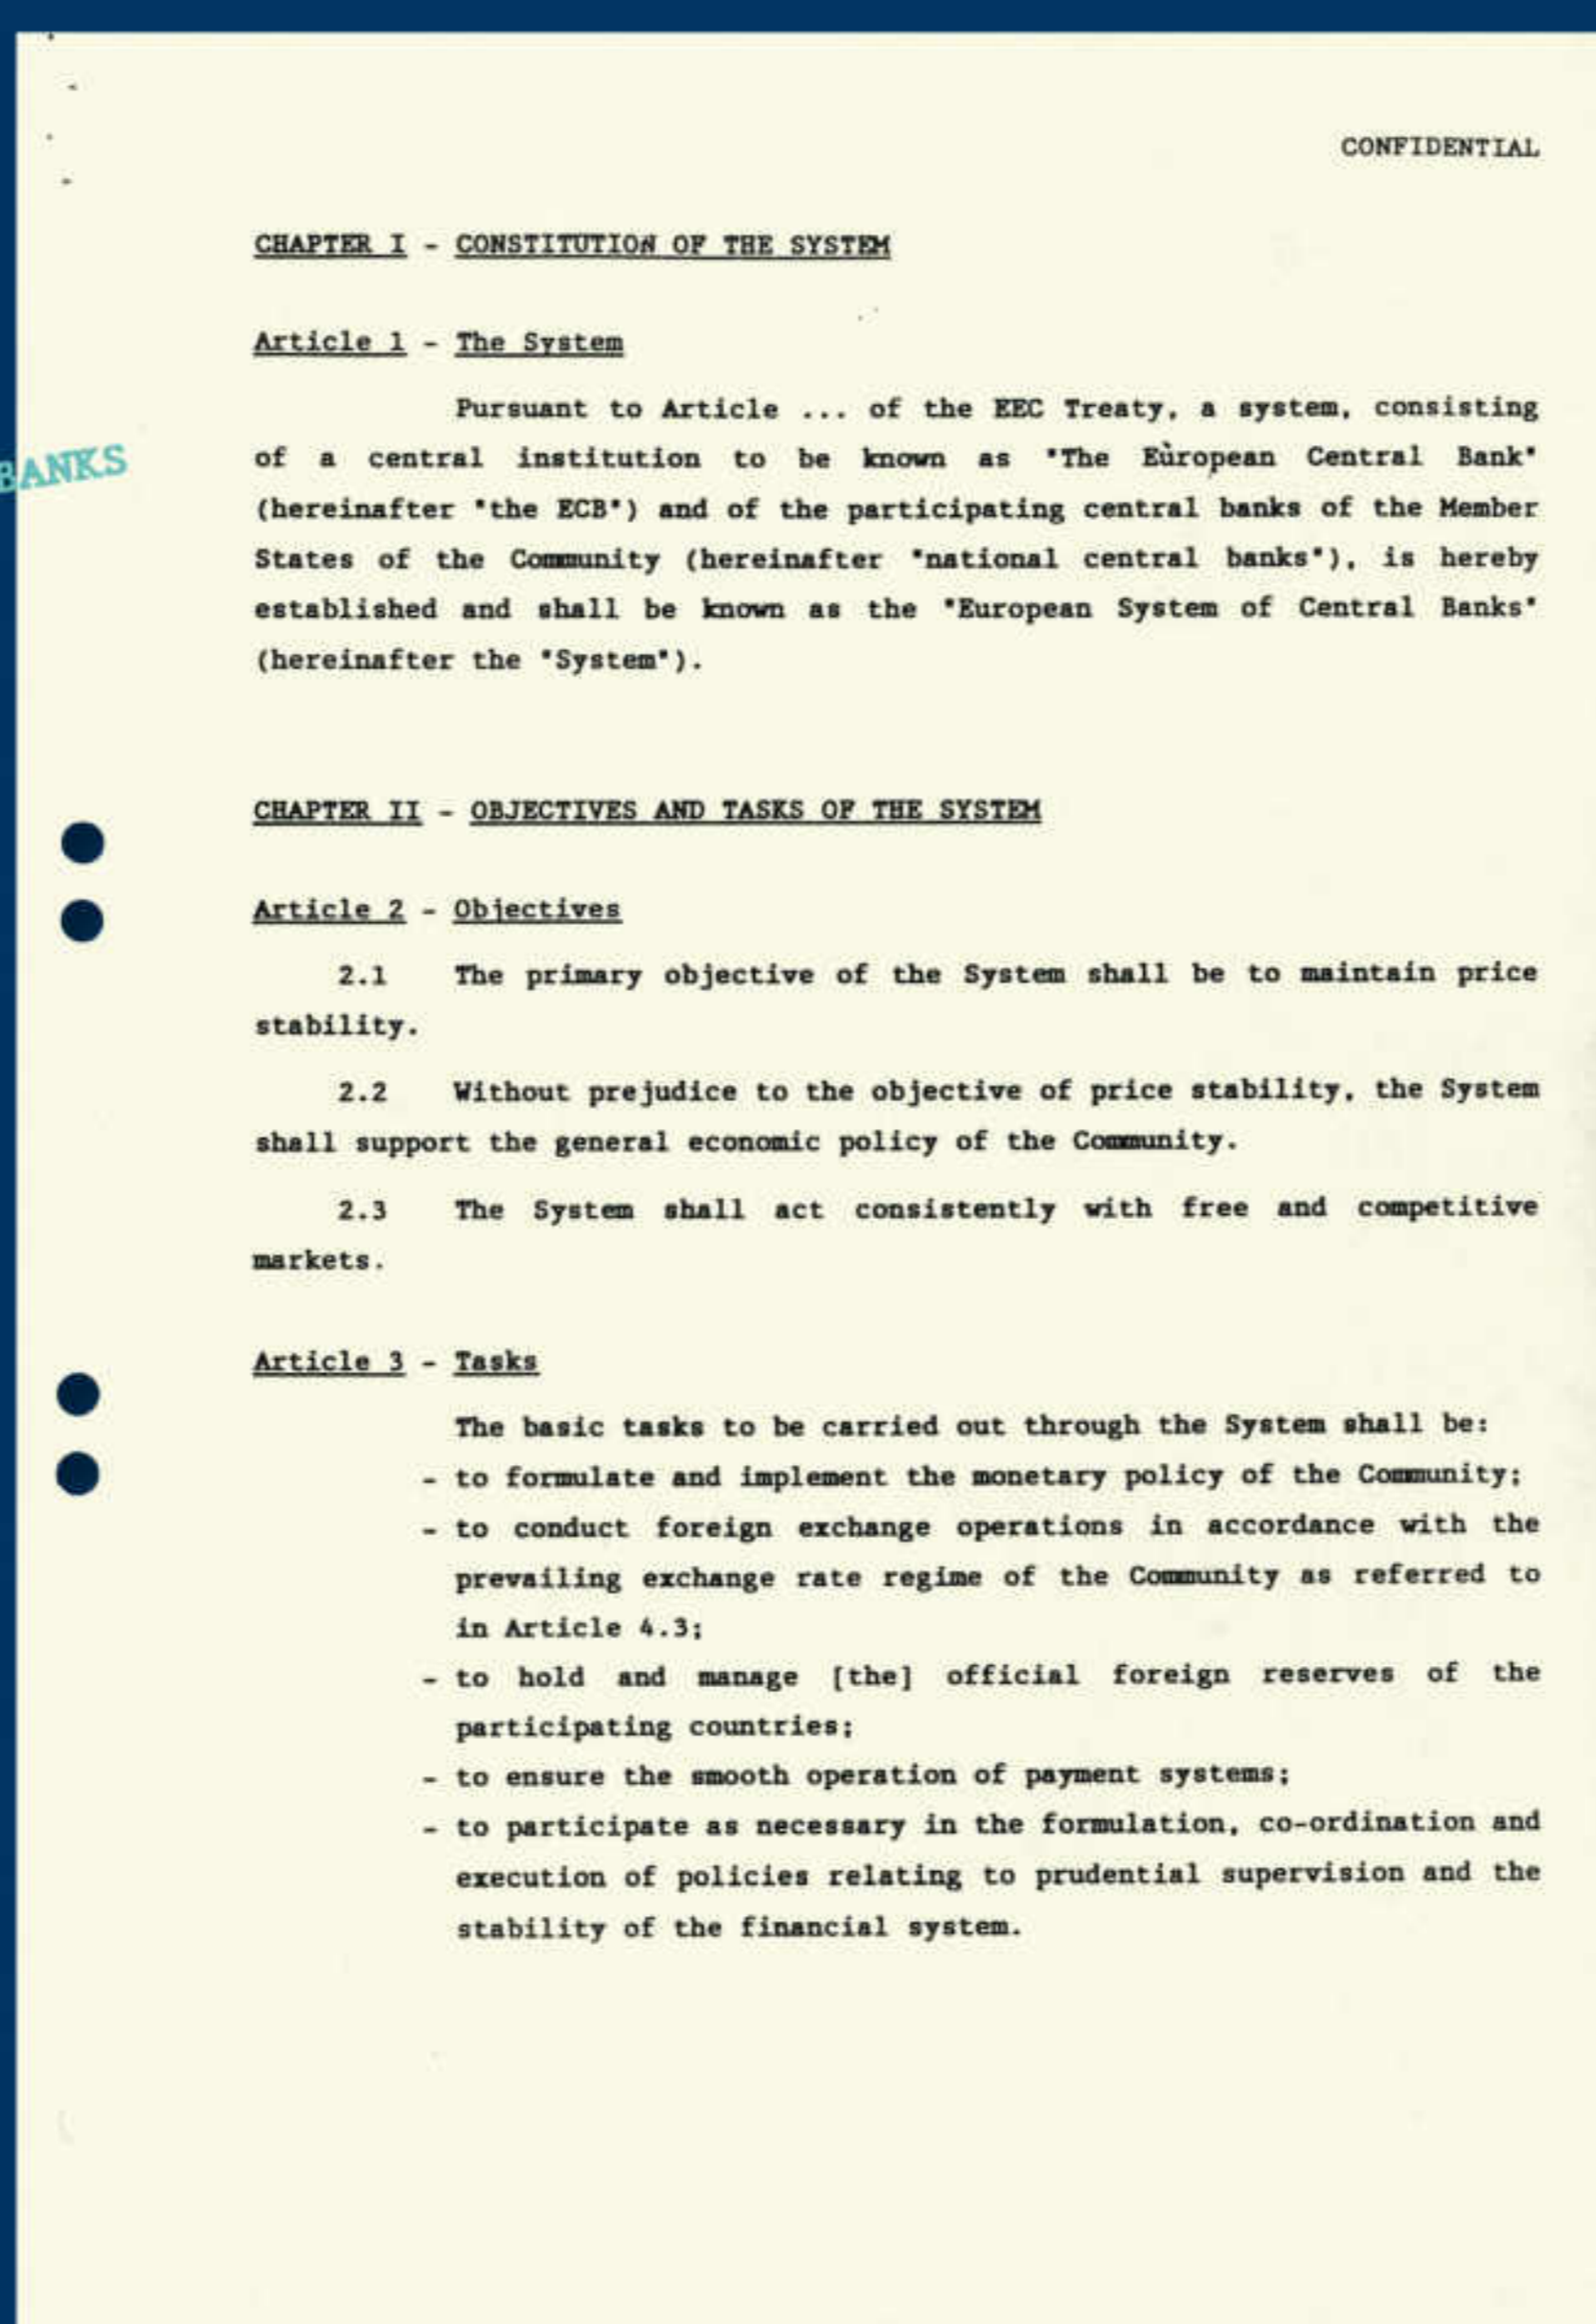 CONFIDENTIAL
CHAPTER I - CONSTITUTION OF THE SYSTEM
Article 1 - The System
Pursuant to Article ... of the EEC Treaty, a system, consisting
BANKS
of a central institution to be known as "The European Central Bank"
(hereinafter "the ECB") and of the participating central banks of the Member
States of the Community (hereinafter "national central banks"), is hereby
established and shall be known as the "European System of Central Banks"
(hereinafter the "System").
CHAPTER II - OBJECTIVES AND TASKS OF THE SYSTEM
Article 2 - Objectives
2.1 The primary objective of the System shall be to maintain price
stability.
2.2 Without prejudice to the objective of price stability, the System
shall support the general economic policy of the Community.
2.3 The System shall act consistently with free and competitive
markets.
Article 3 - Tasks
The basic tasks to be carried out through the System shall be:
- to formulate and implement the monetary policy of the Community;
- to conduct foreign exchange operations in accordance with the
prevailing exchange rate regime of the Community as referred to
in Article 4.3;
- to hold and manage [the] official foreign reserves of the
participating countries;
- to ensure the smooth operation of payment systems;
- to participate as necessary in the formulation, co-ordination and
execution of policies relating to prudential supervision and the
stability of the financial system.